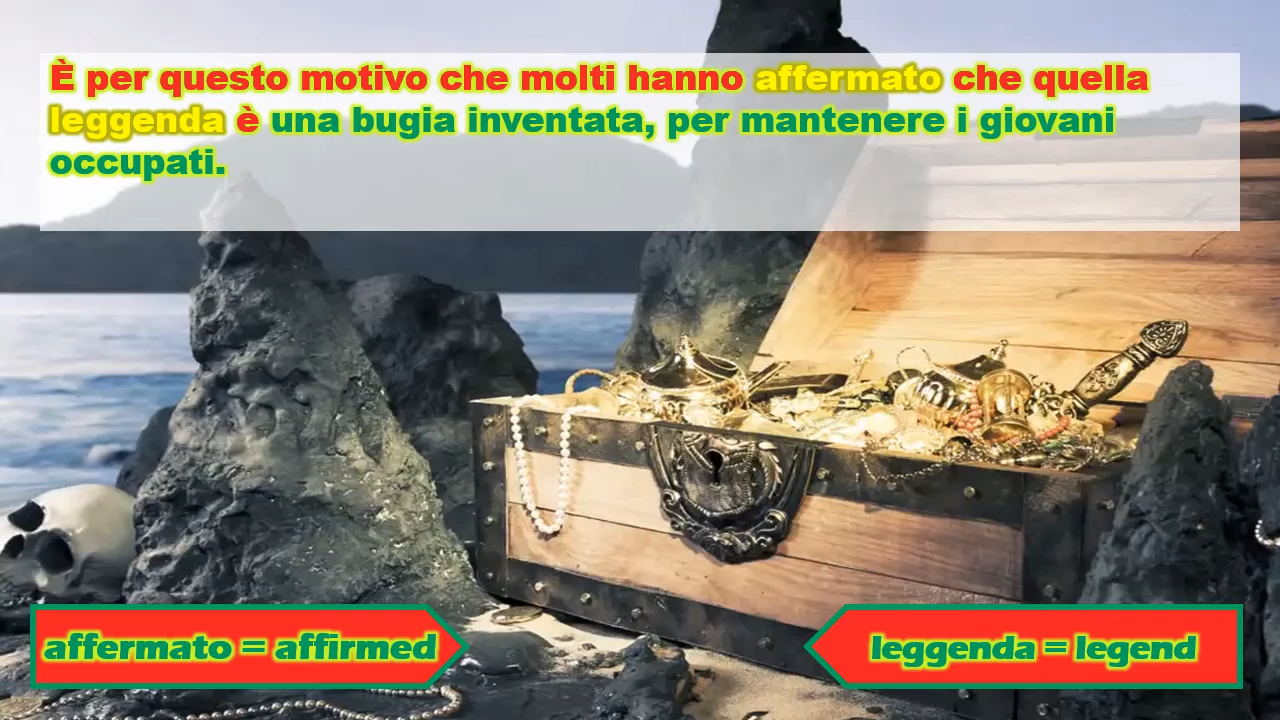 È per questo motivo che molti hanno affermato che quella
leggenda è una bugia inventata, per mantenere i giovani
occupati.
affermato = affirmed
leggenda = legend